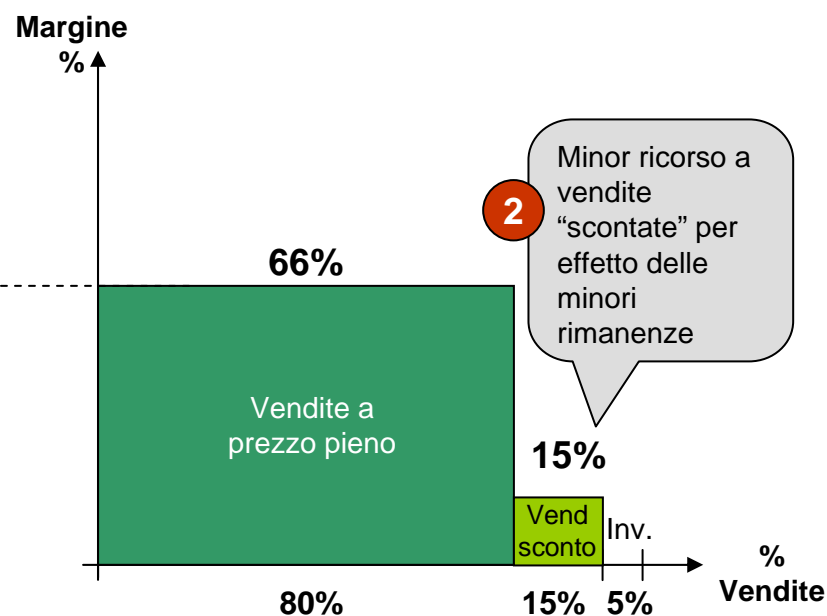 Margine
%
Minor ricorso a
vendite
“scontate” per
effetto delle
minori
rimanenze
2
66%
Vendite a
prezzo pieno
15%
Vend
sconto
Inv.
%
Vendite
80%
15%
5%